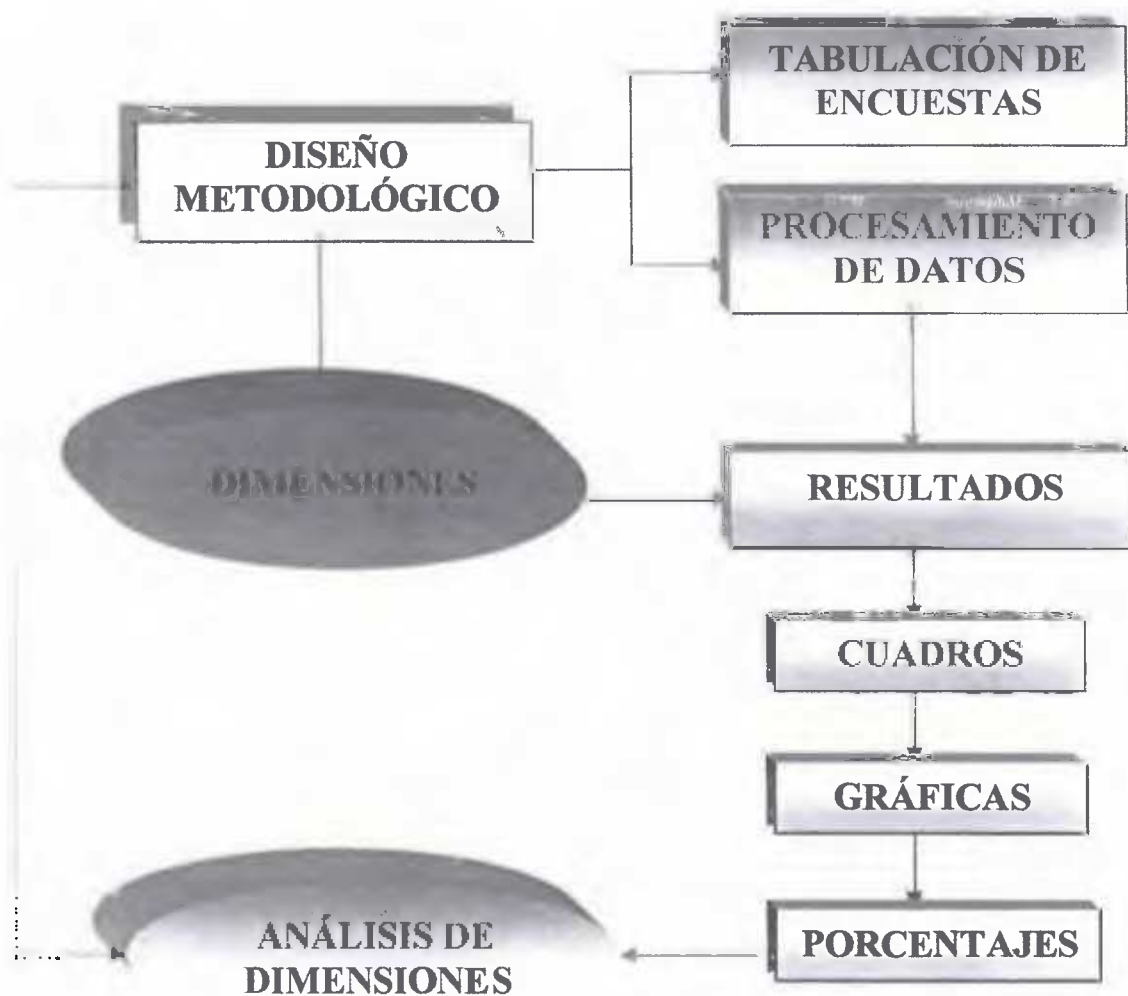 TABULACIÓN DE
ENCUESTAS
DISEÑO
METODOLÓGICO
PROCESAMIENTO
DE DATOS
DIMENSIONES
RESULTADOS
CUADROS
GRÁFICAS
PORCENTAJES
ANÁLISIS DE
DIMENSIONES